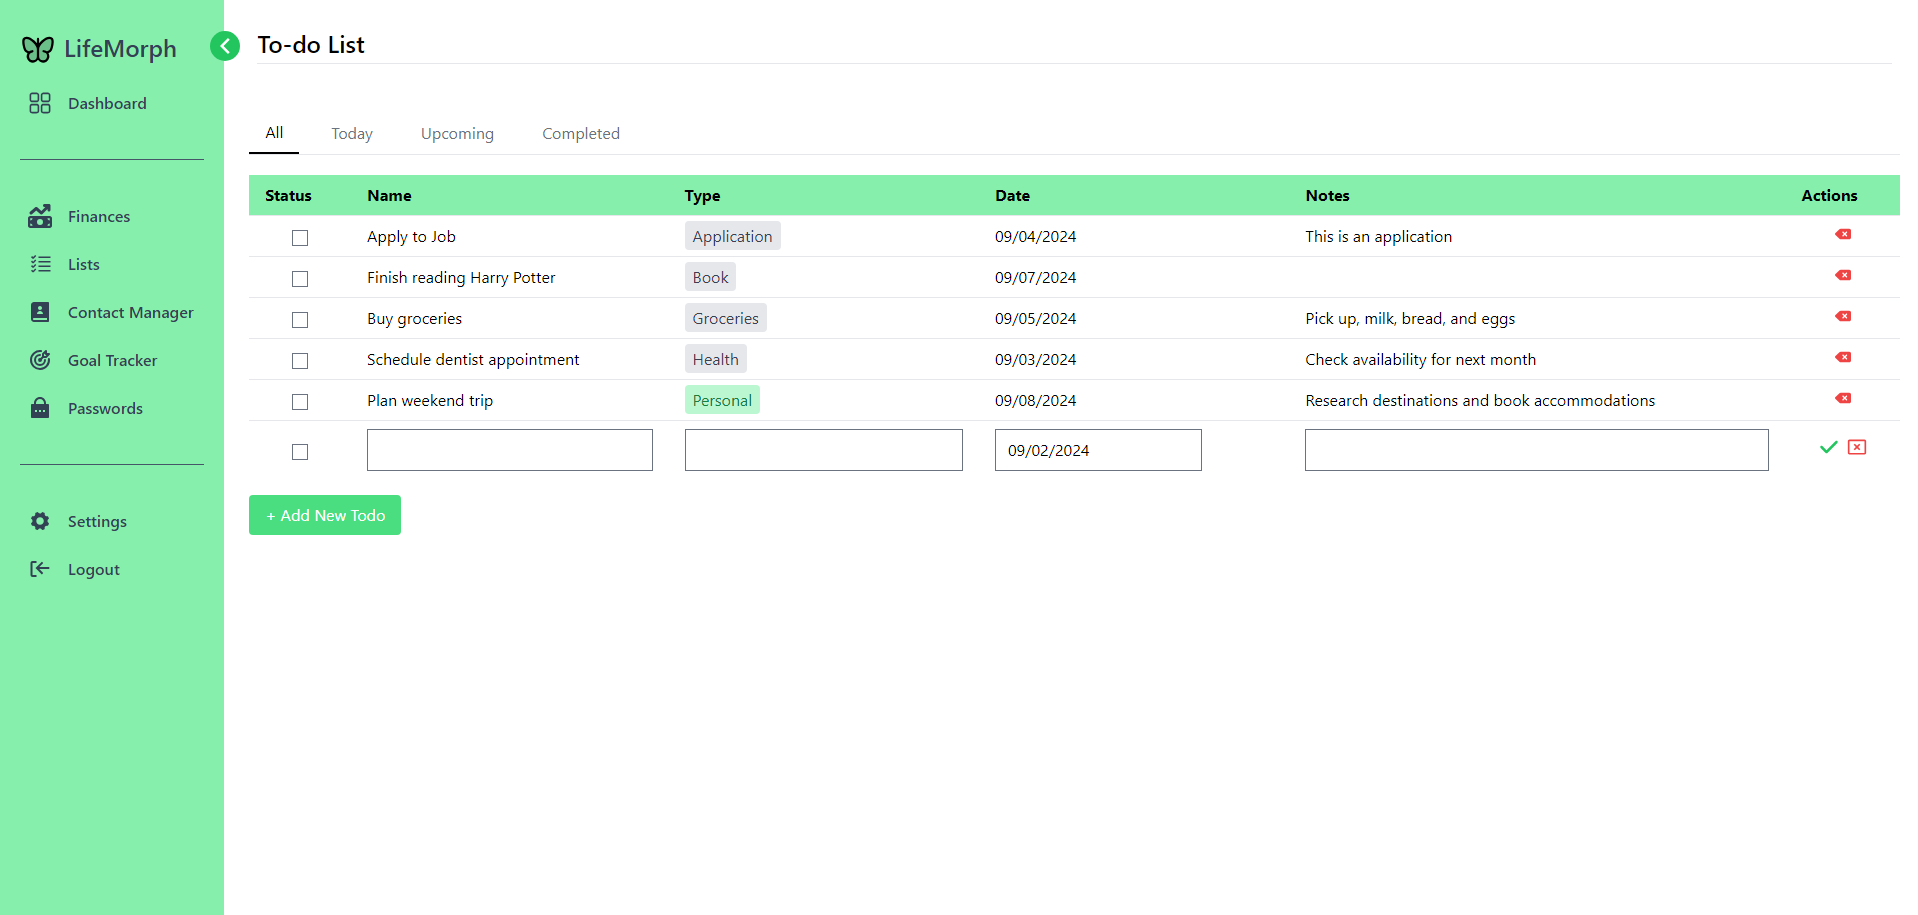 LifeMorph
Dashboard
Finances
Lists
Contact Manager
Goal Tracker
Passwords
Settings
Logout
To-do List
All Today Upcoming Completed
Status Name Type Date Notes Actions
Apply to Job Application 09/04/2024 This is an application
Finish reading Harry Potter Book 09/07/2024
Buy groceries Groceries 09/05/2024 Pick up, milk, bread, and eggs
Schedule dentist appointment Health 09/03/2024 Check availability for next month
Plan weekend trip Personal 09/08/2024 Research destinations and book accommodations
09/02/2024
+ Add New Todo